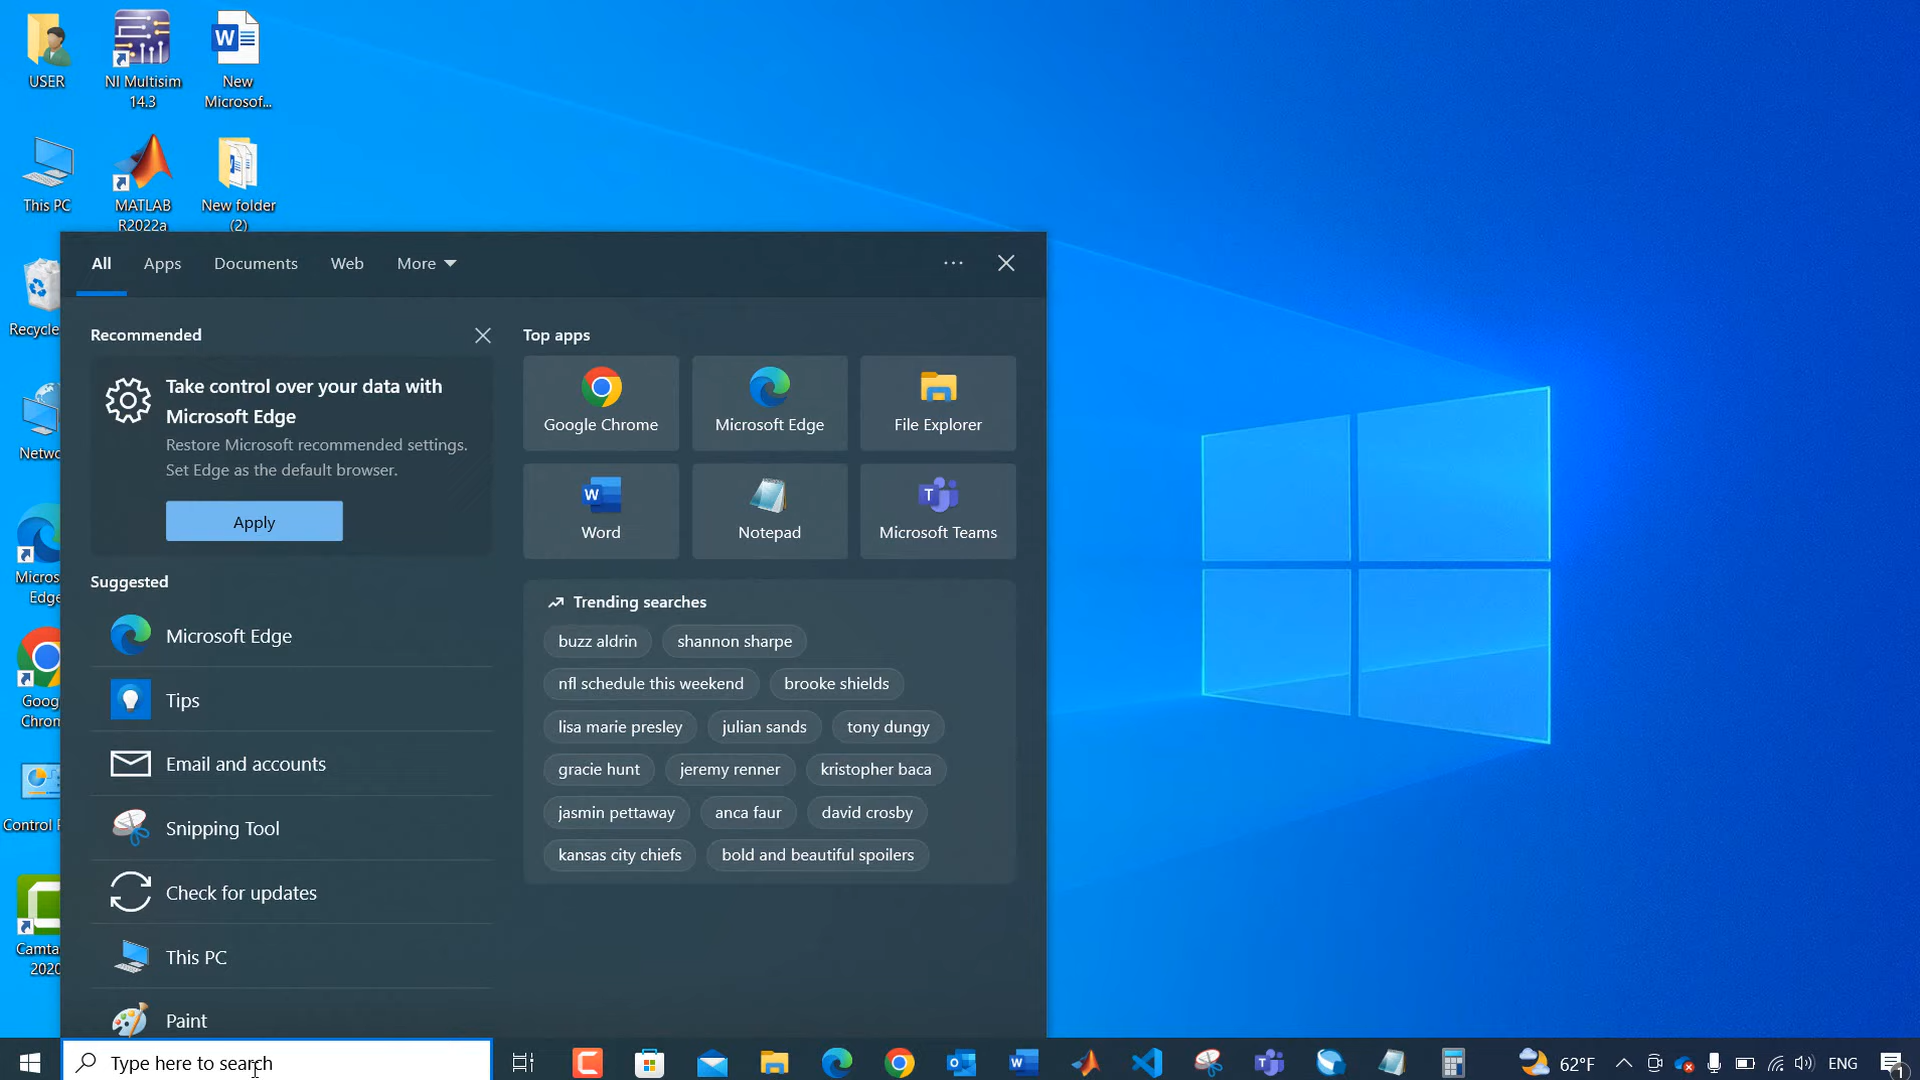 USER
NI Multisim
14.3
New
Microsof...
This PC
MATLAB
R2022a
New folder
(2)
Recycle
Netwo
Micros
Edge
Goog
Chrom
Control P
Camta
2020
All
Apps
Documents
Web
More
Recommended
Take control over your data with
Microsoft Edge
Restore Microsoft recommended settings.
Set Edge as the default browser.
Apply
Suggested
Microsoft Edge
Tips
Email and accounts
Snipping Tool
Check for updates
This PC
Paint
Top apps
Google Chrome
Microsoft Edge
File Explorer
Word
Notepad
Microsoft Teams
Trending searches
buzz aldrin
shannon sharpe
nfl schedule this weekend
brooke shields
lisa marie presley
julian sands
tony dungy
gracie hunt
jeremy renner
kristopher baca
jasmin pettaway
anca faur
david crosby
kansas city chiefs
bold and beautiful spoilers
Type here to search
62°F
ENG
1